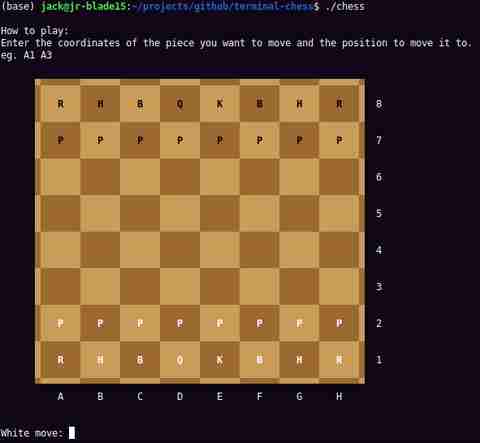 (base) jack@jr-blade15:~/projects/github/terminal-chess$ ./chess
How to play:
Enter the coordinates of the piece you want to move and the position to move it to.
eg. A1 A3
R H B Q K B H R 8
P P P P P P P P 7
6
5
4
3
P P P P P P P P 2
R H B Q K B H R 1
A B C D E F G H
White move: